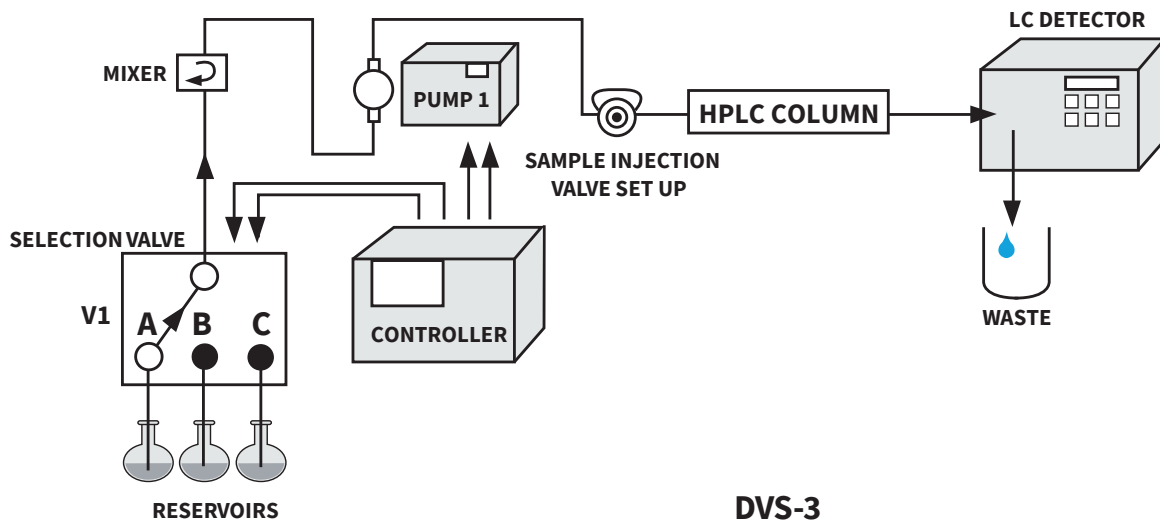 LC DETECTOR
MIXER
PUMP 1
HPLC COLUMN
SAMPLE INJECTION
VALVE SET UP
SELECTION VALVE
V1
A B C
CONTROLLER
WASTE
RESERVOIRS
DVS-3